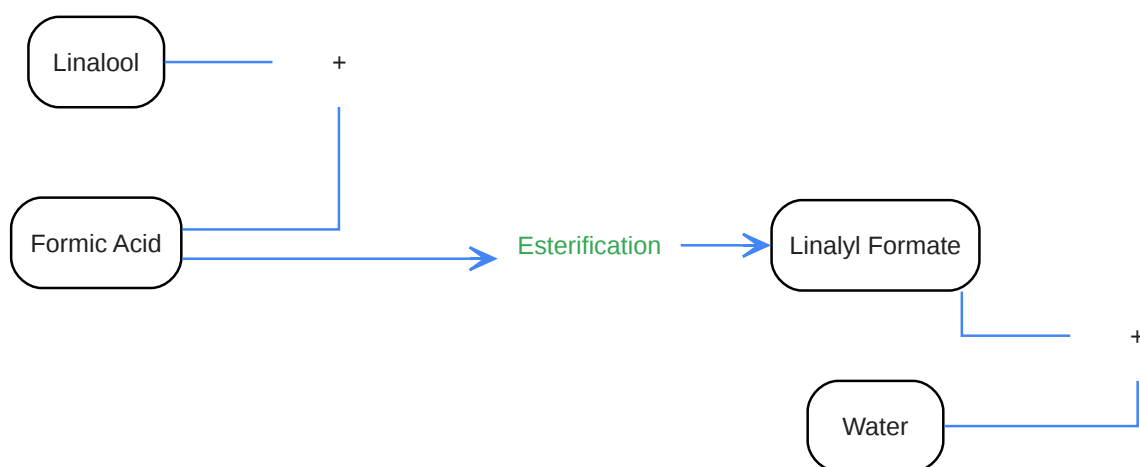 Linalool
+
Formic Acid
Esterification
Linalyl Formate
+
Water